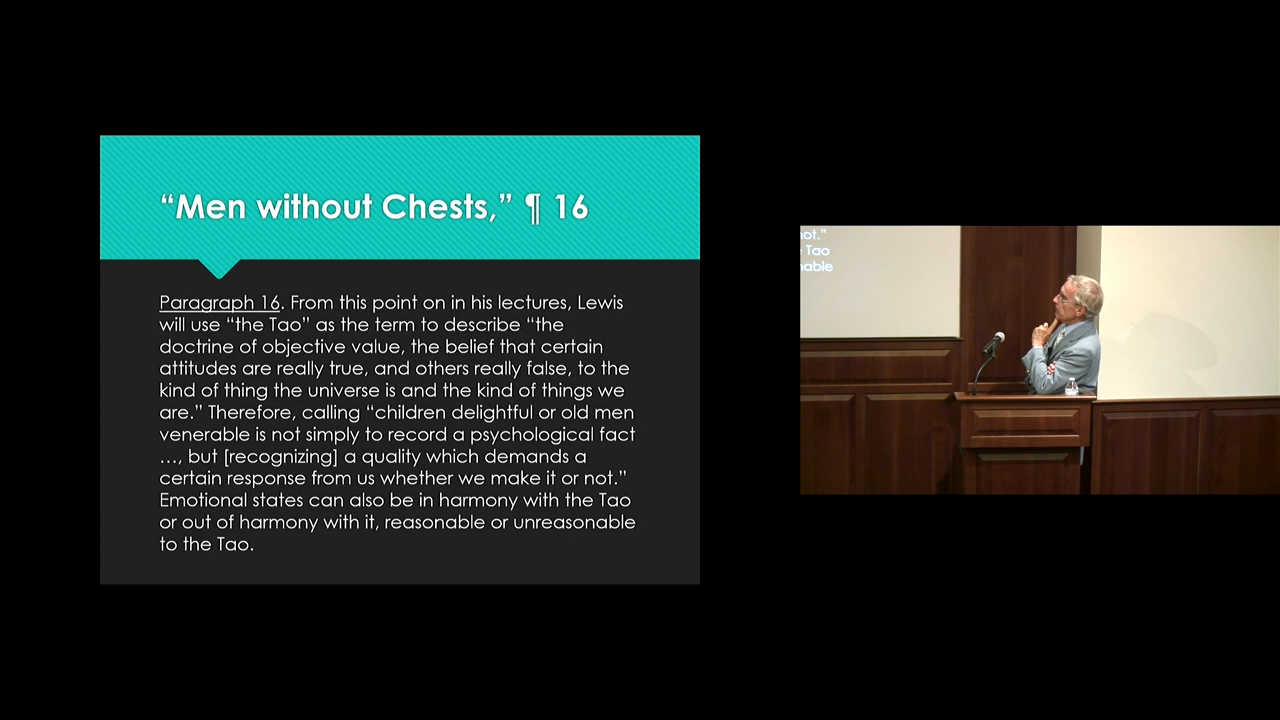 “Men without Chests,” ¶ 16
Paragraph 16. From this point on in his lectures, Lewis
will use “the Tao” as the term to describe “the
doctrine of objective value, the belief that certain
attitudes are really true, and others really false, to the
kind of thing the universe is and the kind of things we
are.” Therefore, calling “children delightful or old men
venerable is not simply to record a psychological fact
…, but [recognizing] a quality which demands a
certain response from us whether we make it or not.”
Emotional states can also be in harmony with the Tao
or out of harmony with it, reasonable or unreasonable
to the Tao.
not.”
Tao